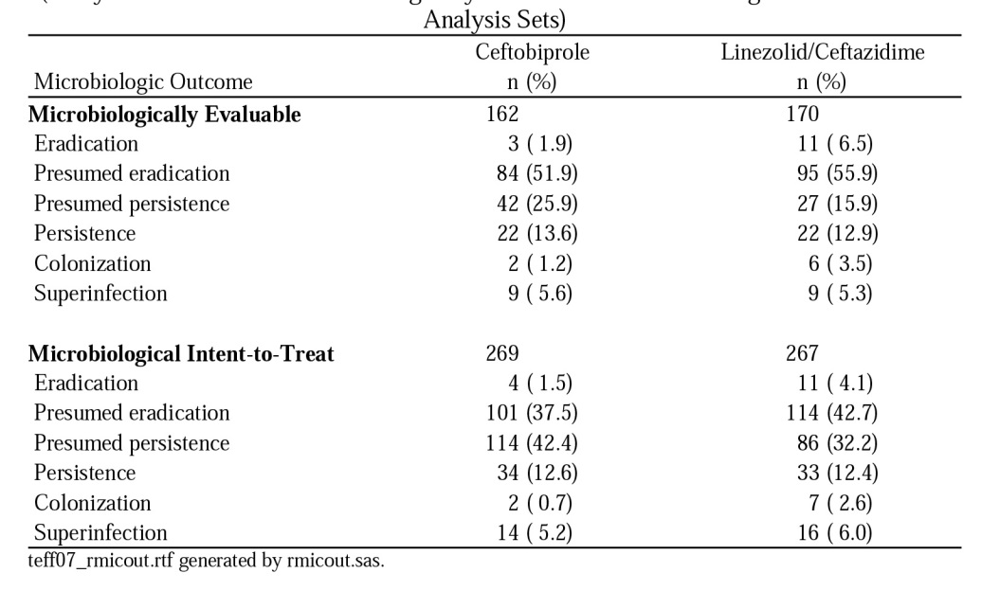 Analysis Sets)
Ceftobiprole Linezolid/Ceftazidime
Microbiologic Outcome n (%) n (%)
Microbiologically Evaluable 162 170
Eradication 3 ( 1.9) 11 ( 6.5)
Presumed eradication 84 (51.9) 95 (55.9)
Presumed persistence 42 (25.9) 27 (15.9)
Persistence 22 (13.6) 22 (12.9)
Colonization 2 ( 1.2) 6 ( 3.5)
Superinfection 9 ( 5.6) 9 ( 5.3)
Microbiological Intent-to-Treat 269 267
Eradication 4 ( 1.5) 11 ( 4.1)
Presumed eradication 101 (37.5) 114 (42.7)
Presumed persistence 114 (42.4) 86 (32.2)
Persistence 34 (12.6) 33 (12.4)
Colonization 2 ( 0.7) 7 ( 2.6)
Superinfection 14 ( 5.2) 16 ( 6.0)
teff07_rmicout.rtf generated by rmicout.sas.